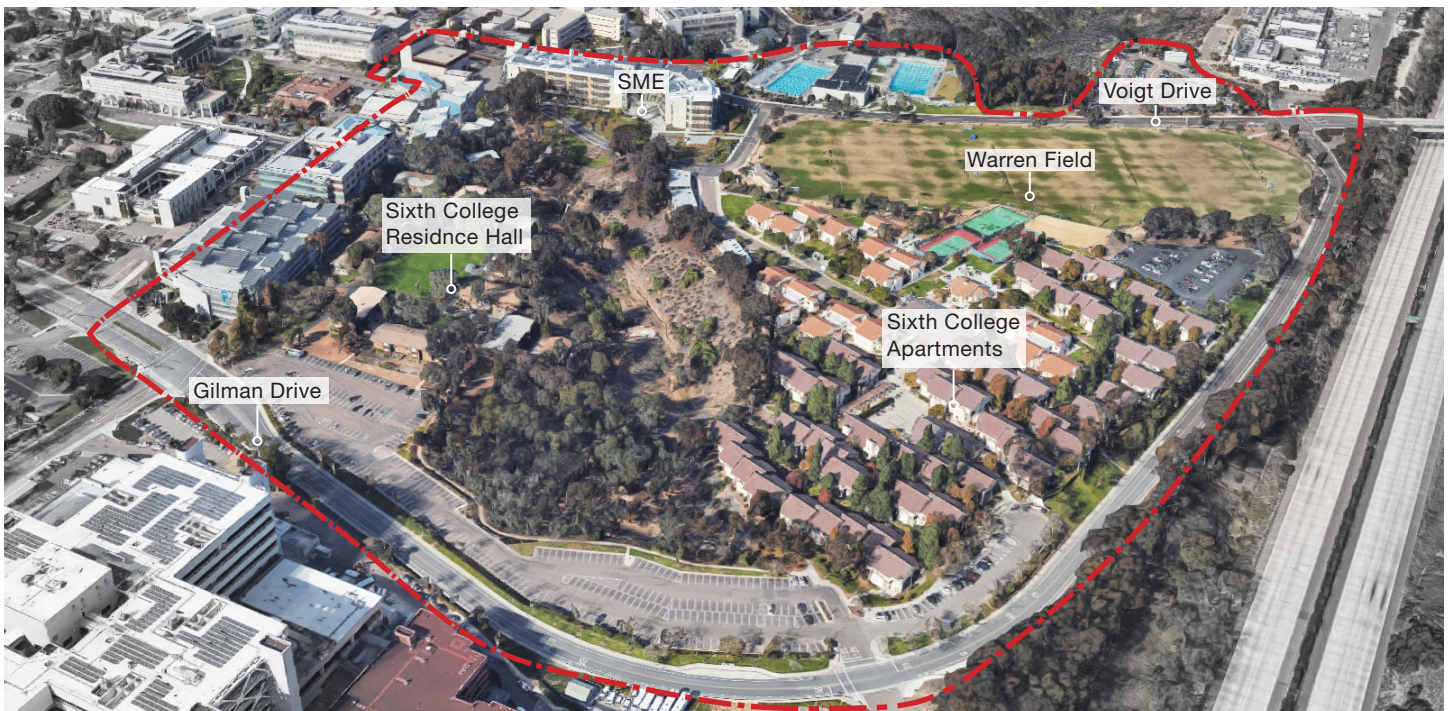 SME
Voigt Drive
Warren Field
Sixth College
Residnce Hall
Sixth College
Apartments
Gilman Drive